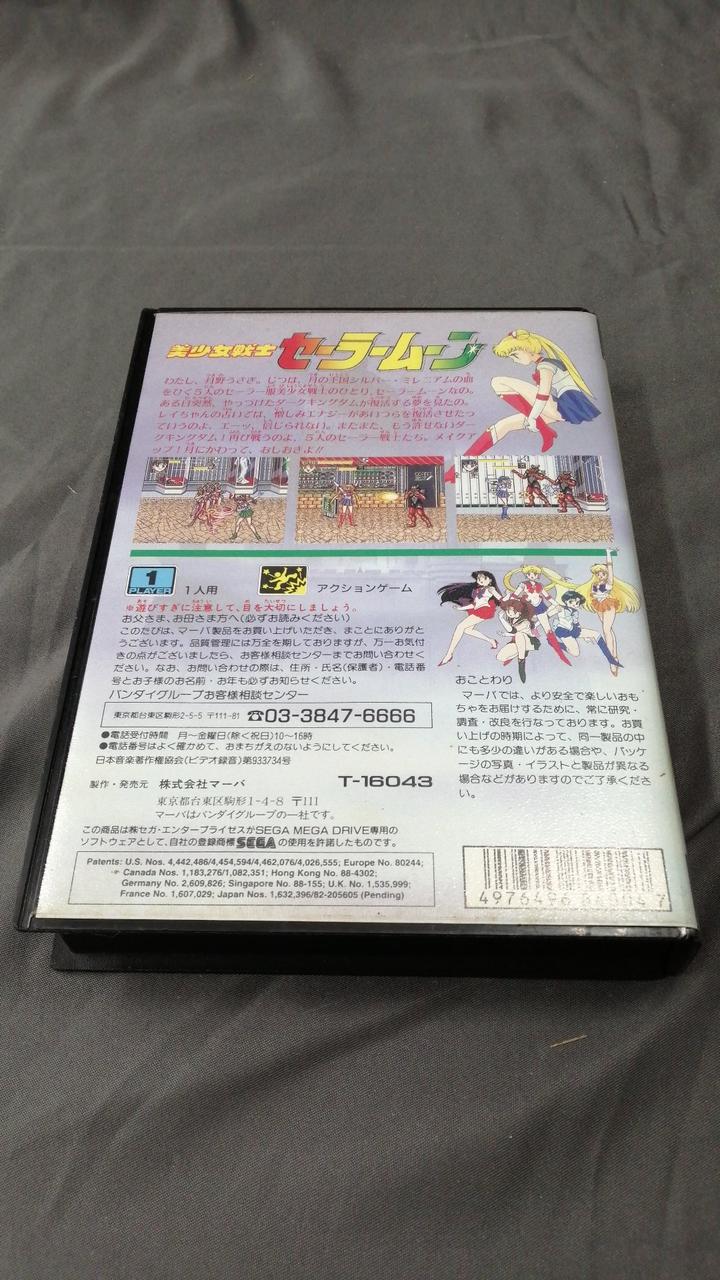 美少女戦士 セーラームーン
わたし、月野うさぎ。じつは、月の王国シルバー・ミレニアムの血
をひく5人のセーラー服美少女戦士のひとり、セーラームーンなの。
ある日突然、やっつけたダークキングダムが復活する夢を見たの。
レイちゃんの占いでは、憎しみエナジーがあいつらを復活させたっ
ていうのよ、エーッ、信じられない。またまた、もう許せないダー
クキングダム!再び戦うのよ、5人のセーラー戦士たち。メイクア
ップ!月にかわって、おしおきよ!!
1 PLAYER 1人用 アクションゲーム
※遊びすぎに注意して、目を大切にしましょう。
お父さま、お母さま方へ(必ずお読みください)
このたびは、マーバ製品をお買い上げいただき、まことにありがと
うございます。品質管理には万全を期しておりますが、万一お気付
きの点がございましたら、お客様相談センターまでお問い合わせく
ださい。なお、お問い合わせの際は、住所・氏名(保護者)・電話番
号とお子様のお名前・お年も必ずお知らせください。
バンダイグループお客様相談センター
東京都台東区駒形2-5-5 〒111-81 ☎03-3847-6666
●電話受付時間 月〜金曜日(除く祝日)10〜16時
●電話番号はよく確かめて、おまちがえのないようにしてください。
日本音楽著作権協会(ビデオ録音)第933734号
製作・発売元 株式会社マーバ T-16043
東京都台東区駒形1-4-8 〒111
マーバはバンダイグループの一社です。
この商品は㈱セガ・エンタープライゼスがSEGA MEGA DRIVE専用の
ソフトウェアとして、自社の登録商標SEGAの使用を許諾したものです。
Patents: U.S. Nos. 4,442,486/4,454,594/4,462,076/4,026,555; Europe No. 80244;
Canada Nos. 1,183,276/1,082,351; Hong Kong No. 88-4302;
Germany No. 2,609,826; Singapore No. 88-155; U.K. No. 1,535,999;
France No. 1,607,029; Japan Nos. 1,632,396/82-205605 (Pending)
おことわり
マーバでは、より安全で楽しいおも
ちゃをお届けするために、常に研究・
調査・改良を行なっております。お買
い上げの時期によって、同一製品の中
にも多少の違いがある場合や、パッケ
ージの写真・イラストと製品が異なる
場合などがありますのでご了承くださ
い。
4976496